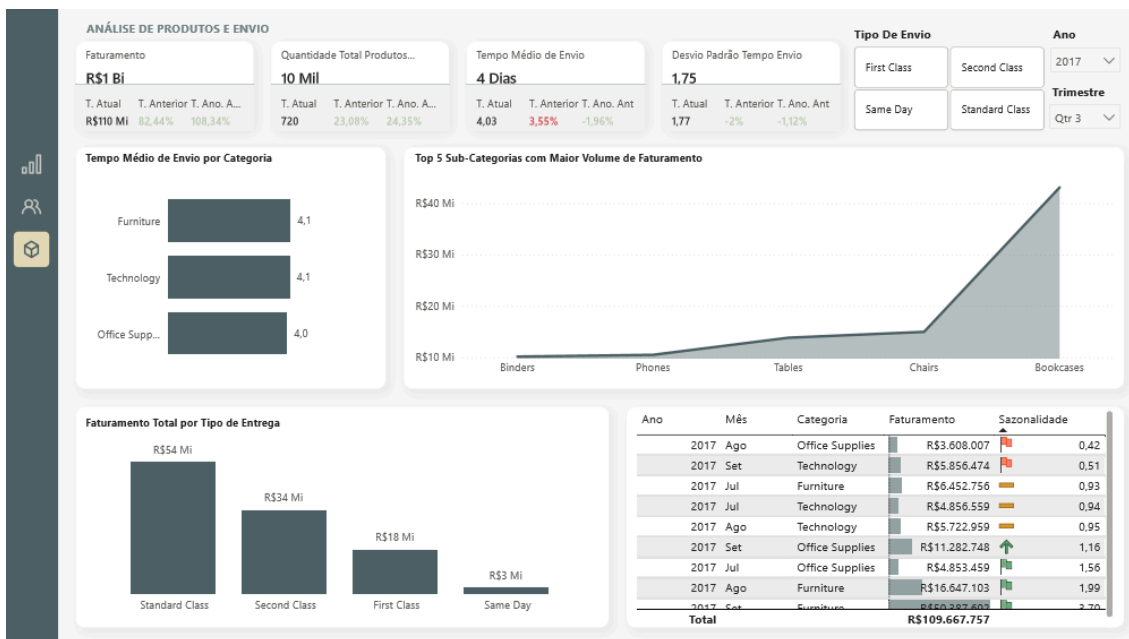 ANÁLISE DE PRODUTOS E ENVIO
Faturamento
R$1 Bi
T. Atual T. Anterior T. Ano. A...
R$110 Mi 82,44% 108,34%
Quantidade Total Produtos...
10 Mil
T. Atual T. Anterior T. Ano. A...
720 23,08% 24,35%
Tempo Médio de Envio
4 Dias
T. Atual T. Anterior T. Ano. Ant
4,03 3,55% -1,96%
Desvio Padrão Tempo Envio
1,75
T. Atual T. Anterior T. Ano. Ant
1,77 -2% -1,12%
Tipo De Envio
First Class
Second Class
Same Day
Standard Class
Ano
2017
Trimestre
Qtr 3
Tempo Médio de Envio por Categoria
Furniture 4,1
Technology 4,1
Office Supp... 4,0
Top 5 Sub-Categorias com Maior Volume de Faturamento
R$40 Mi
R$30 Mi
R$20 Mi
R$10 Mi
Binders Phones Tables Chairs Bookcases
Faturamento Total por Tipo de Entrega
R$54 Mi
R$34 Mi
R$18 Mi
R$3 Mi
Standard Class Second Class First Class Same Day
Ano Mês Categoria Faturamento Sazonalidade
2017 Ago Office Supplies R$3.608.007 0,42
2017 Set Technology R$5.856.474 0,51
2017 Jul Furniture R$6.452.756 0,93
2017 Jul Technology R$4.856.559 0,94
2017 Ago Technology R$5.722.959 0,95
2017 Set Office Supplies R$11.282.748 1,16
2017 Jul Office Supplies R$4.853.459 1,56
2017 Ago Furniture R$16.647.103 1,99
2017 Set Furniture R$50.387.692 3,70
Total R$109.667.757